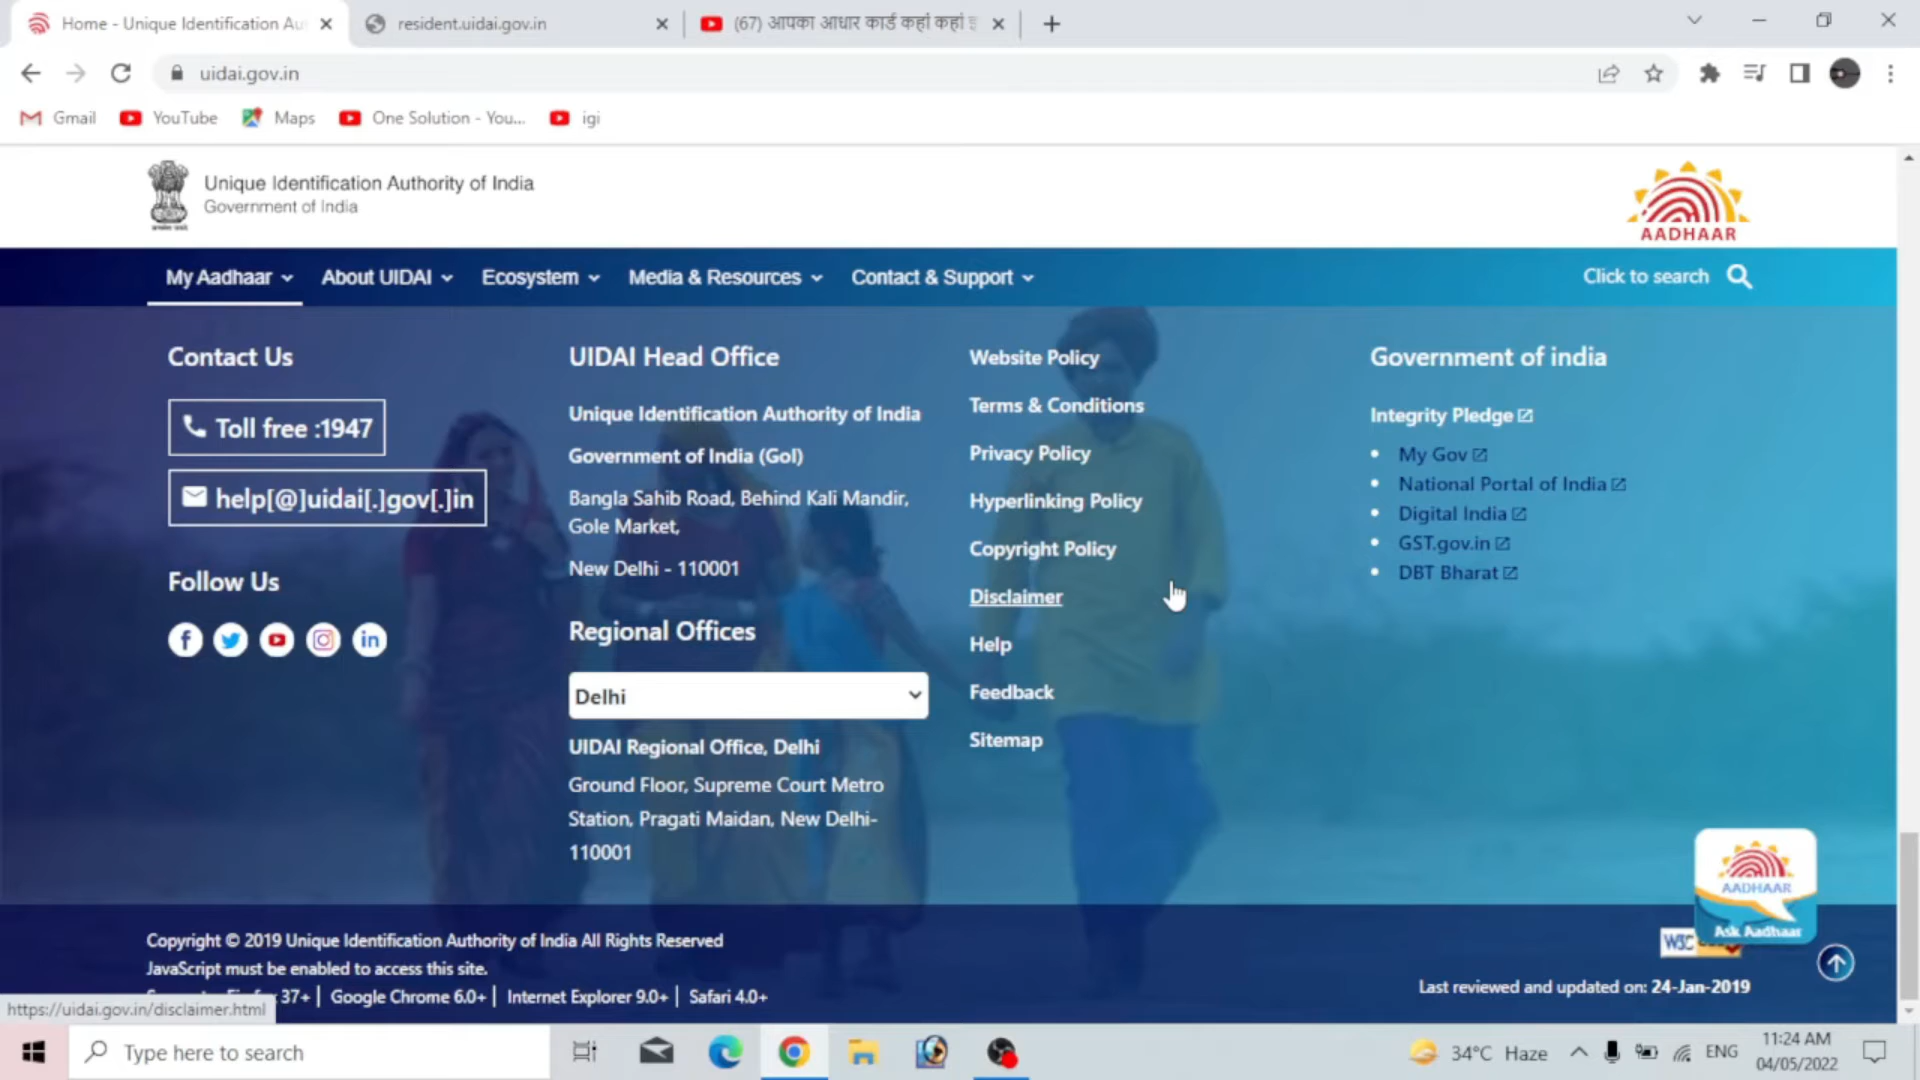 Home - Unique Identification Au
resident.uidai.gov.in
(67) आपका आधार कार्ड कहां कहां इ
uidai.gov.in
Gmail
YouTube
Maps
One Solution - You...
igi
Unique Identification Authority of India
Government of India
AADHAAR
My Aadhaar
About UIDAI
Ecosystem
Media & Resources
Contact & Support
Click to search
Contact Us
Toll free :1947
help[@]uidai[.]gov[.]in
Follow Us
UIDAI Head Office
Unique Identification Authority of India
Government of India (GoI)
Bangla Sahib Road, Behind Kali Mandir,
Gole Market,
New Delhi - 110001
Regional Offices
Delhi
UIDAI Regional Office, Delhi
Ground Floor, Supreme Court Metro
Station, Pragati Maidan, New Delhi-
110001
Website Policy
Terms & Conditions
Privacy Policy
Hyperlinking Policy
Copyright Policy
Disclaimer
Help
Feedback
Sitemap
Government of india
Integrity Pledge
My Gov
National Portal of India
Digital India
GST.gov.in
DBT Bharat
AADHAAR
Ask Aadhaar
W3C
Copyright © 2019 Unique Identification Authority of India All Rights Reserved
JavaScript must be enabled to access this site.
37+ | Google Chrome 6.0+ | Internet Explorer 9.0+ | Safari 4.0+
Last reviewed and updated on: 24-Jan-2019
https://uidai.gov.in/disclaimer.html
Type here to search
34°C Haze
ENG
11:24 AM
04/05/2022